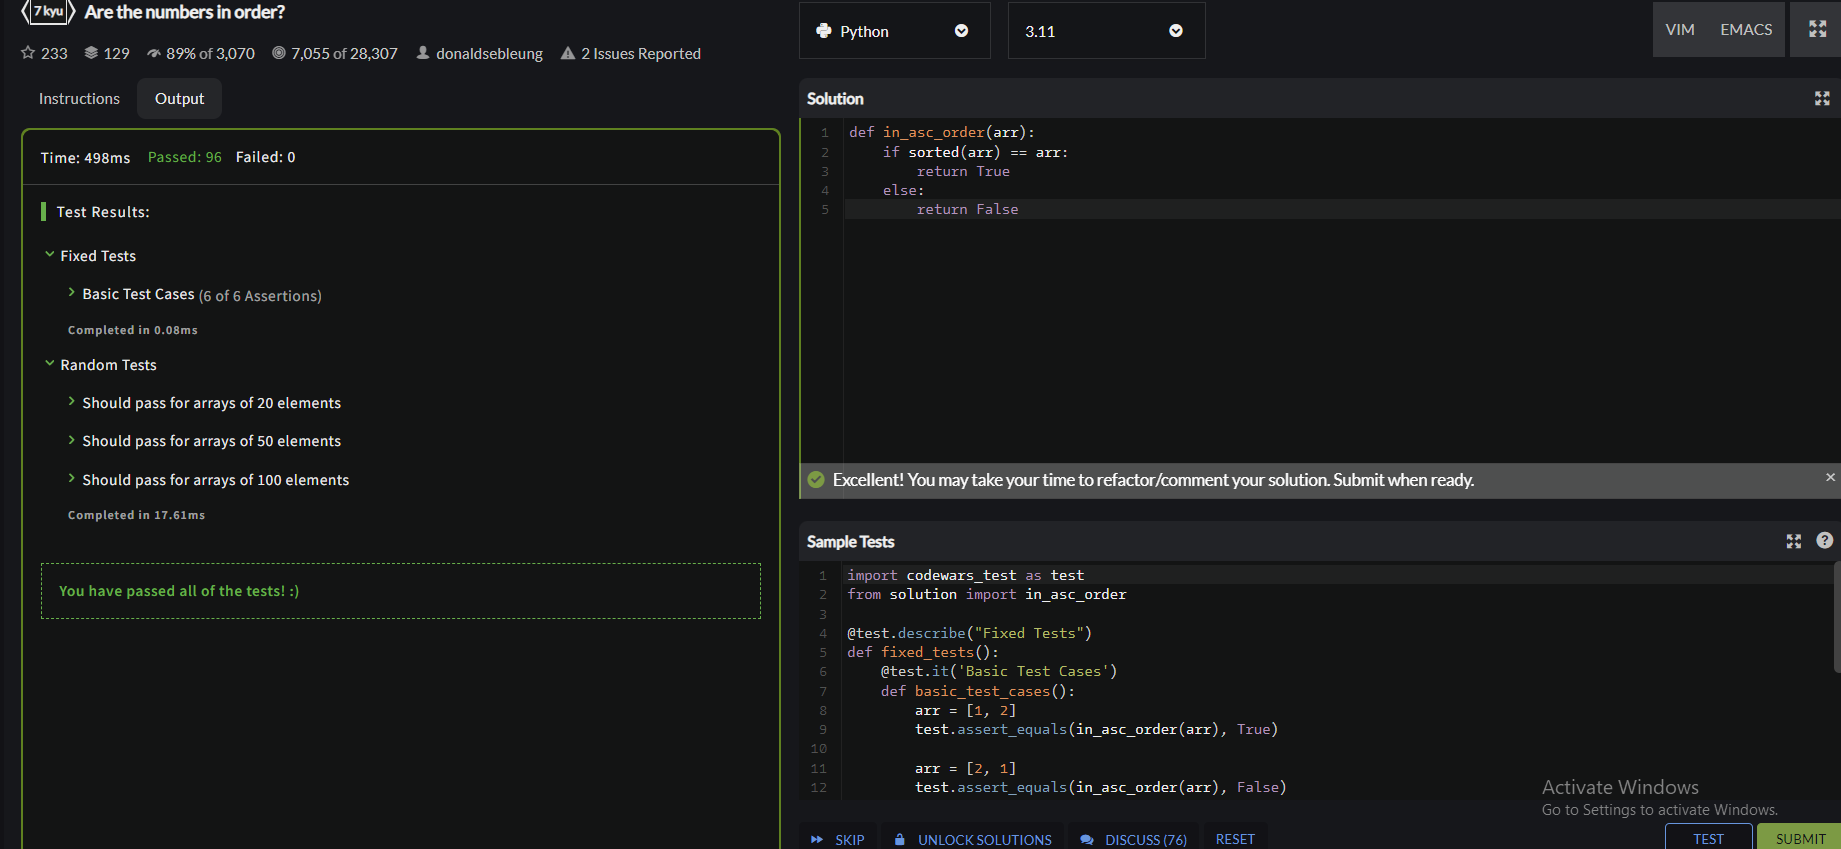 7 kyu Are the numbers in order?
233 129 89% of 3,070 7,055 of 28,307 donaldsebleung 2 Issues Reported
Instructions Output
Time: 498ms Passed: 96 Failed: 0
Test Results:
Fixed Tests
Basic Test Cases (6 of 6 Assertions)
Completed in 0.08ms
Random Tests
Should pass for arrays of 20 elements
Should pass for arrays of 50 elements
Should pass for arrays of 100 elements
Completed in 17.61ms
You have passed all of the tests! :)
Python 3.11 VIM EMACS
Solution
1 def in_asc_order(arr):
2 if sorted(arr) == arr:
3 return True
4 else:
5 return False
Excellent! You may take your time to refactor/comment your solution. Submit when ready.
Sample Tests
1 import codewars_test as test
2 from solution import in_asc_order
3
4 @test.describe("Fixed Tests")
5 def fixed_tests():
6 @test.it('Basic Test Cases')
7 def basic_test_cases():
8 arr = [1, 2]
9 test.assert_equals(in_asc_order(arr), True)
10
11 arr = [2, 1]
12 test.assert_equals(in_asc_order(arr), False)
Activate Windows
Go to Settings to activate Windows.
SKIP UNLOCK SOLUTIONS DISCUSS (76) RESET TEST SUBMIT